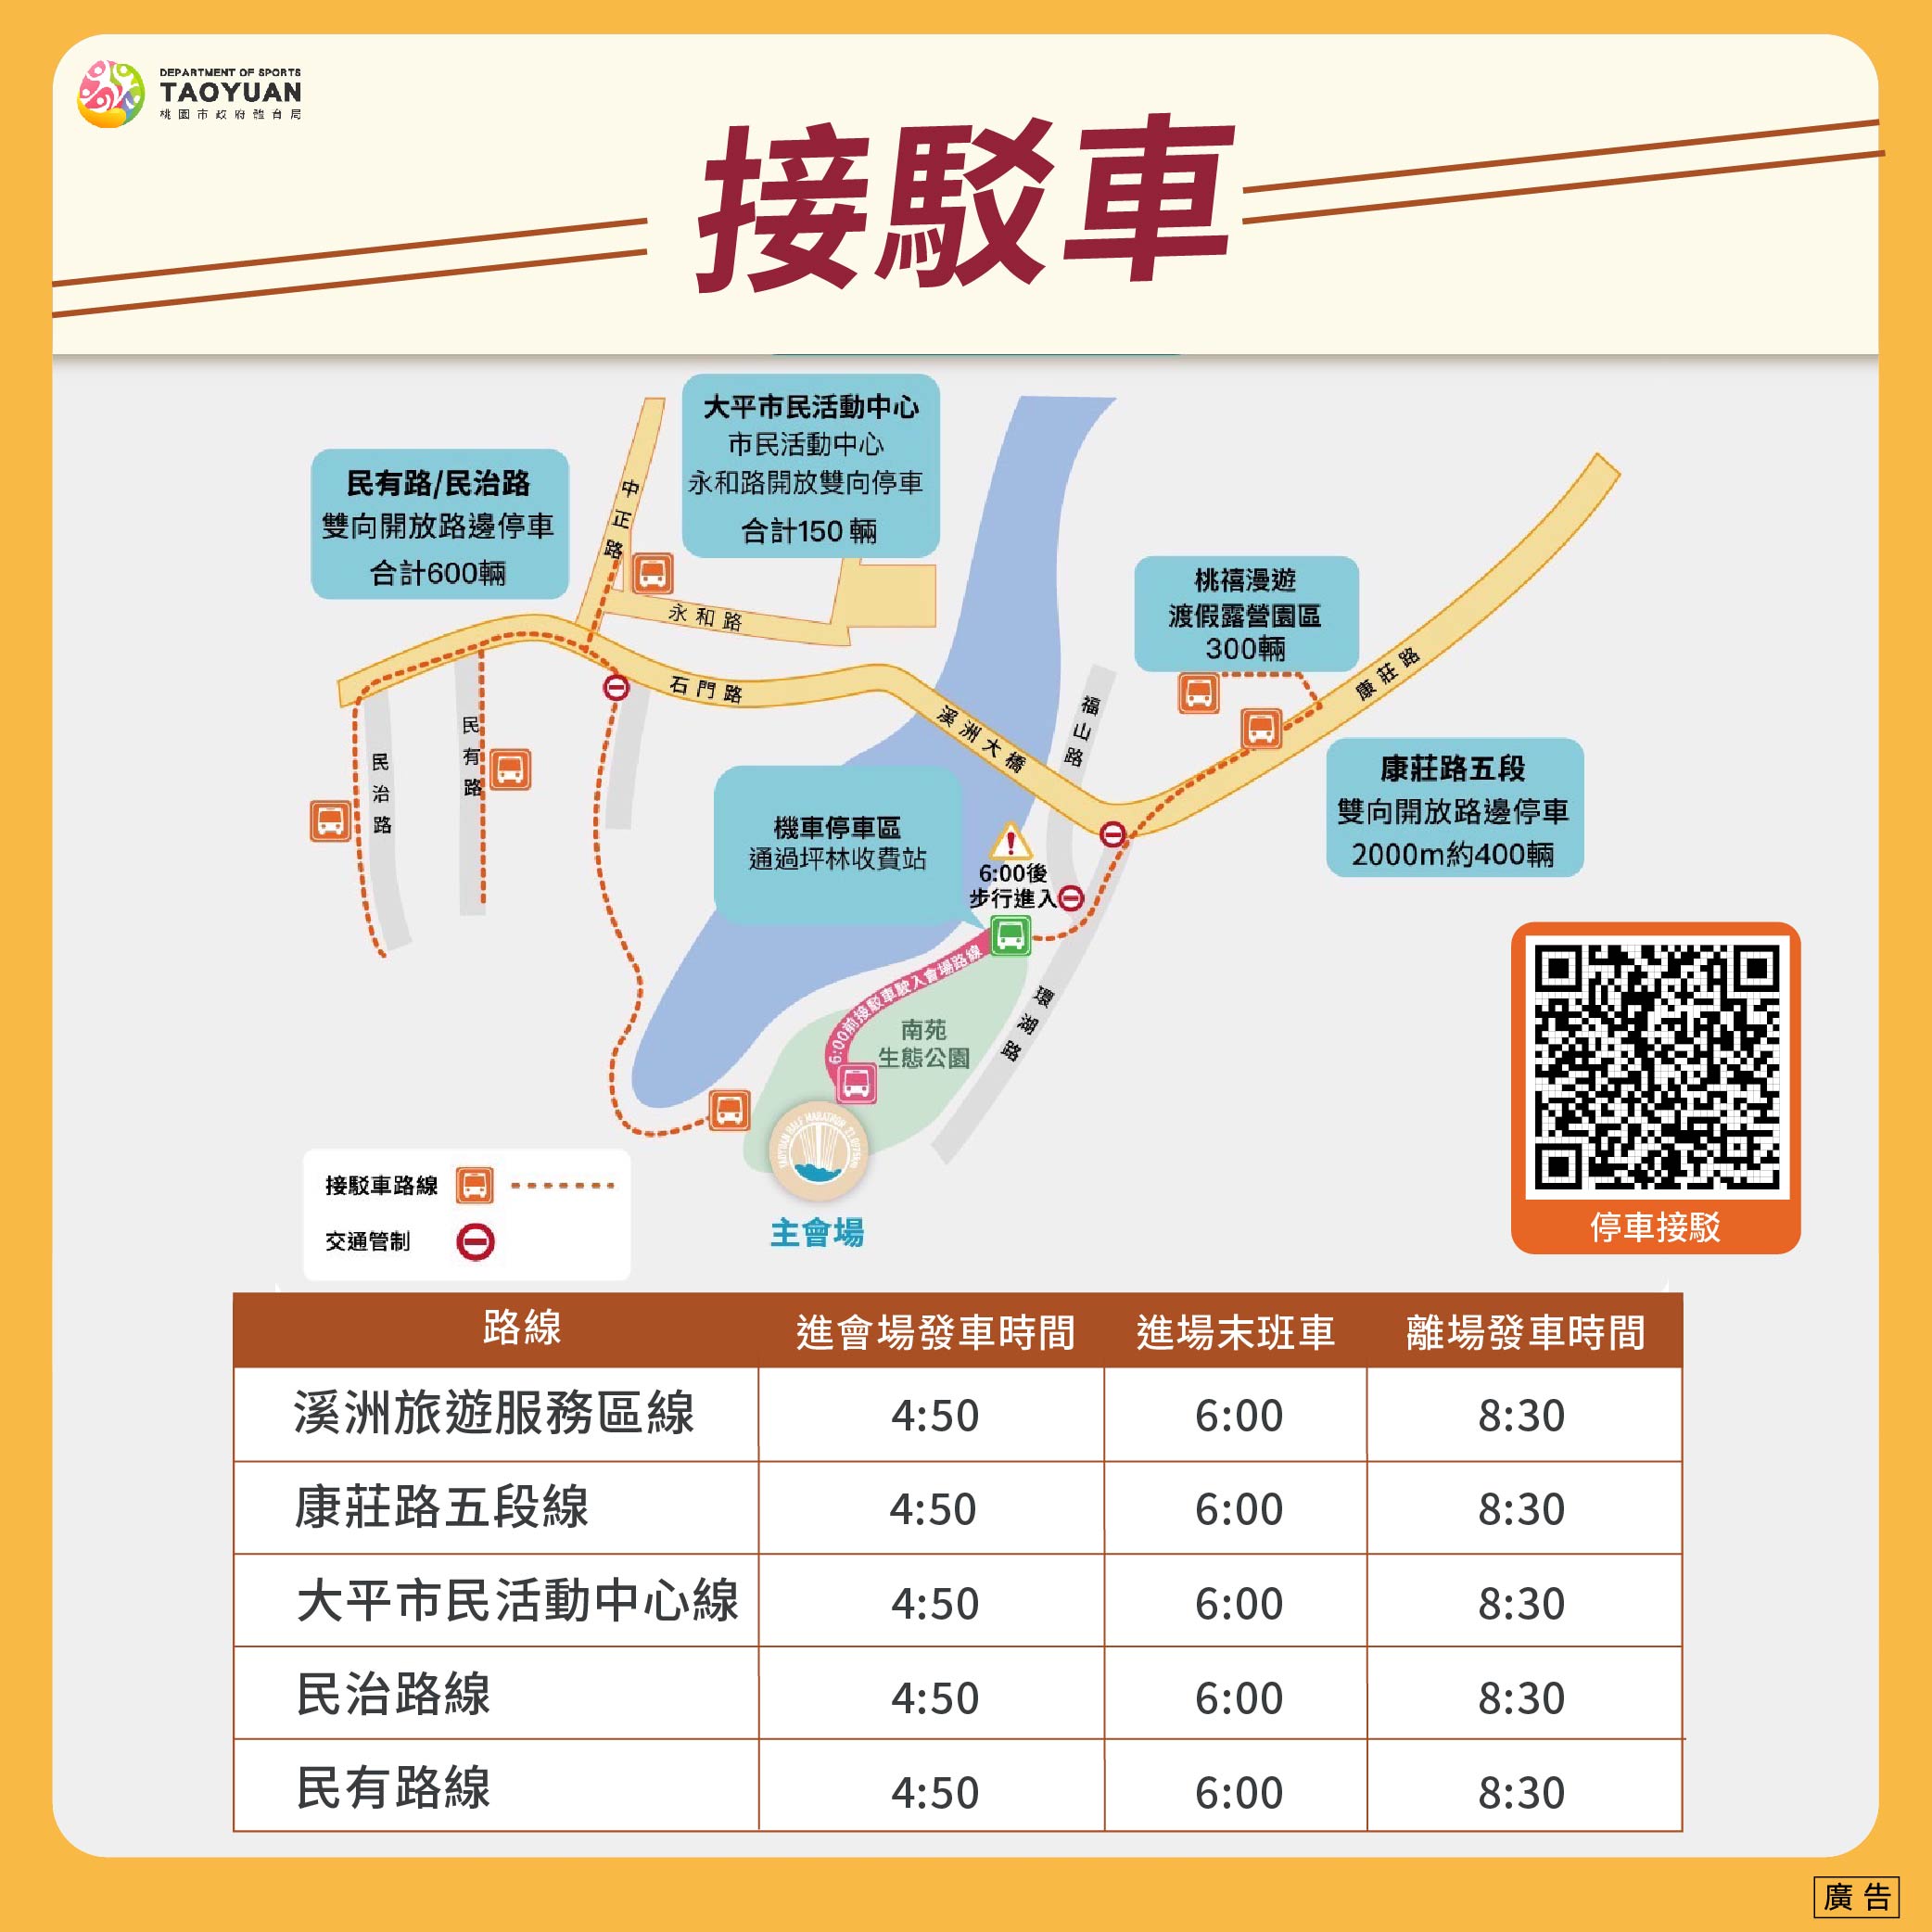 DEPARTMENT OF SPORTS
TAOYUAN
桃園市政府體育局
接駁車
大平市民活動中心
市民活動中心
永和路開放雙向停車
合計150 輛
民有路/民治路
雙向開放路邊停車
合計600輛
中正路
永和路
桃禧漫遊
渡假露營園區
300輛
康莊路
石門路
溪洲大橋
福山路
民有路
民治路
康莊路五段
雙向開放路邊停車
2000m約400輛
機車停車區
通過坪林收費站
6:00後
步行進入
6:00前接駁車駛入會場路線
環湖路
南苑
生態公園
TAOYUAN HALF MARATHON
主會場
接駁車路線
交通管制
停車接駁
路線 進會場發車時間 進場末班車 離場發車時間
溪洲旅遊服務區線 4:50 6:00 8:30
康莊路五段線 4:50 6:00 8:30
大平市民活動中心線 4:50 6:00 8:30
民治路線 4:50 6:00 8:30
民有路線 4:50 6:00 8:30
廣告